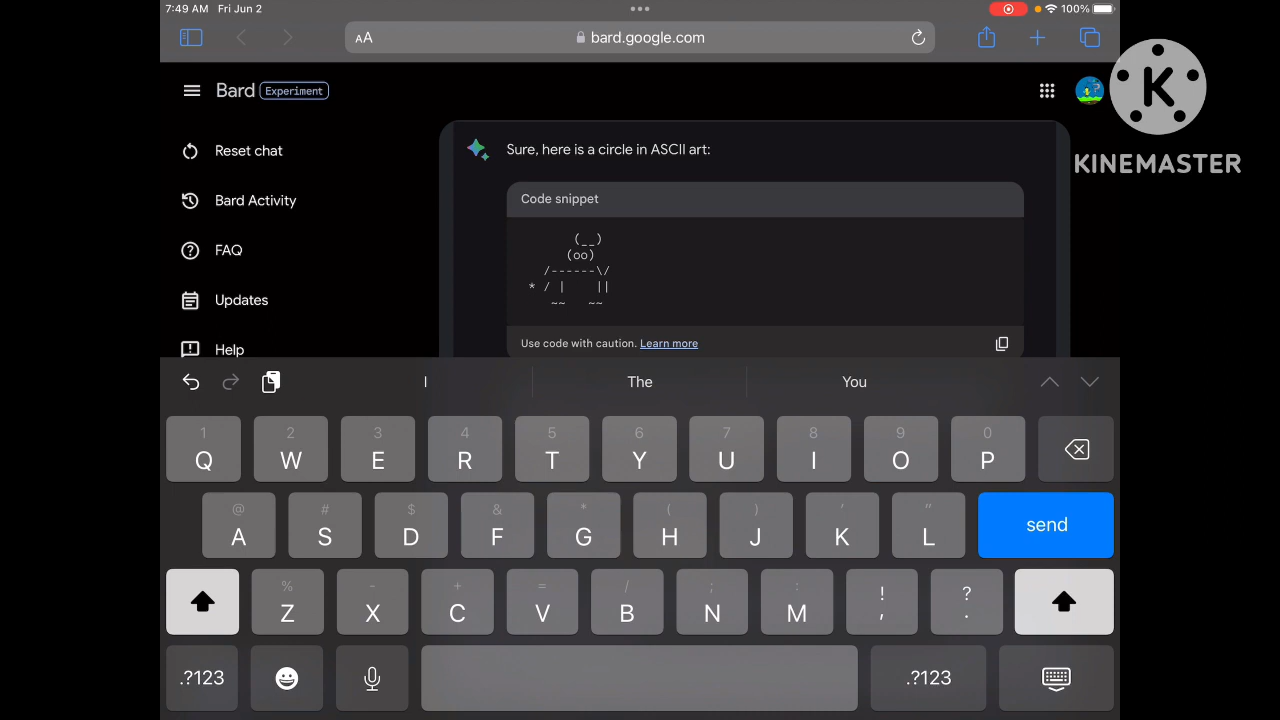 7:49 AM Fri Jun 2
100%
AA
bard.google.com
Bard Experiment
K
KINEMASTER
Reset chat
Bard Activity
FAQ
Updates
Help
Sure, here is a circle in ASCII art:
Code snippet
(__)
(oo)
/------\/
* / |    ||
~~   ~~
Use code with caution. Learn more
I The You
1 2 3 4 5 6 7 8 9 0
Q W E R T Y U I O P
@ # $ & * ( ) ' "
A S D F G H J K L send
% - + = / ; : ! ?
Z X C V B N M , .
.?123 .?123